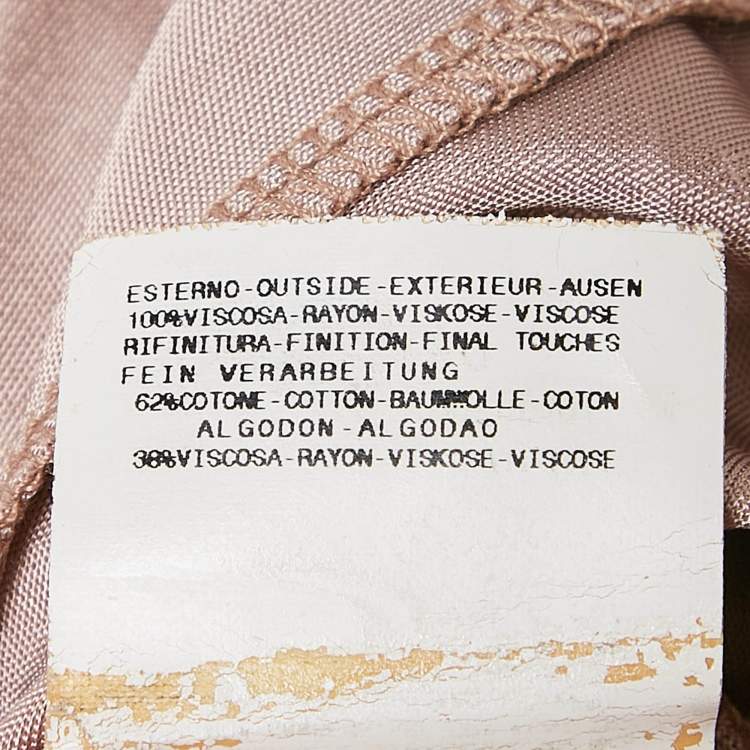 ESTERNO-OUTSIDE-EXTERIEUR-AUSEN
100%VISCOSA-RAYON-VISKOSE-VISCOSE
RIFINITURA-FINITION-FINAL TOUCHES
FEIN VERARBEITUNG
62%COTONE-COTTON-BAUMWOLLE-COTON
ALGODON-ALGODAO
38%VISCOSA-RAYON-VISKOSE-VISCOSE